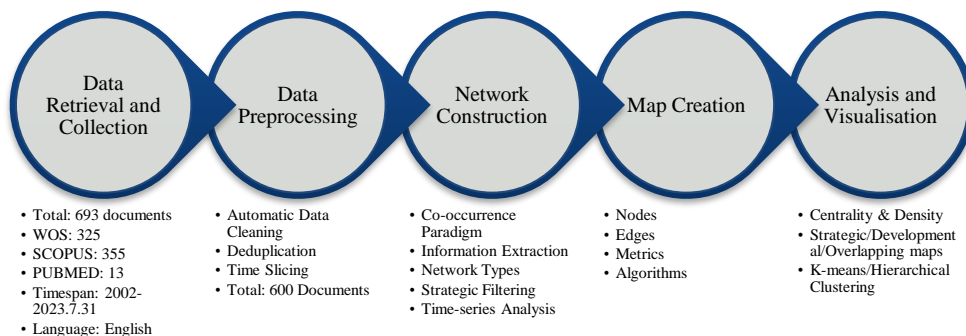 Data
Retrieval and
Collection
Data
Preprocessing
Network
Construction
Map Creation
Analysis and
Visualisation
• Total: 693 documents
• WOS: 325
• SCOPUS: 355
• PUBMED: 13
• Timespan: 2002-
2023.7.31
• Language: English
• Automatic Data
Cleaning
• Deduplication
• Time Slicing
• Total: 600 Documents
• Co-occurrence
Paradigm
• Information Extraction
• Network Types
• Strategic Filtering
• Time-series Analysis
• Nodes
• Edges
• Metrics
• Algorithms
• Centrality & Density
• Strategic/Development
al/Overlapping maps
• K-means/Hierarchical
Clustering